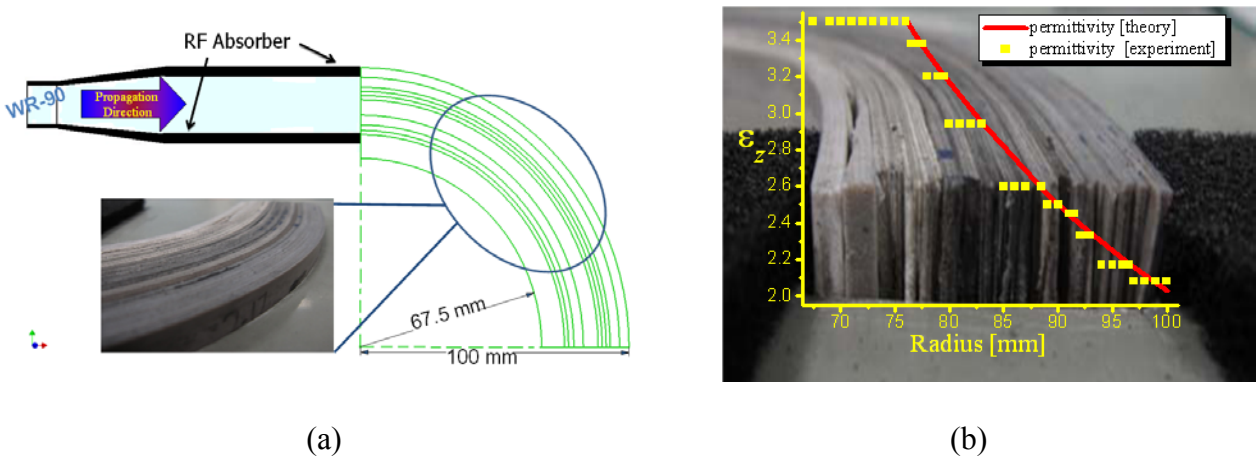 RF Absorber
WR-90
Propagation
Direction
67.5 mm
100 mm
(a)
permittivity [theory]
permittivity [experiment]
3.4
3.2
3.0
2.8
εz
2.6
2.4
2.2
2.0
70 75 80 85 90 95 100
Radius [mm]
(b)